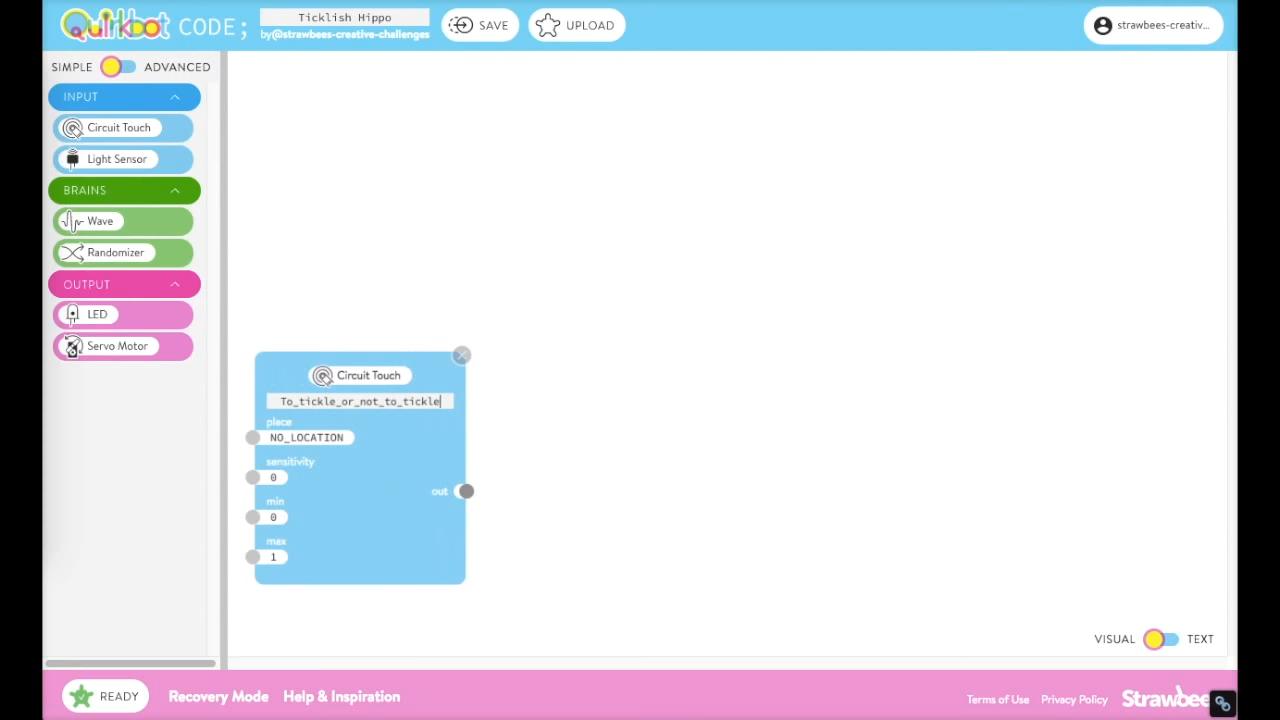 Quirkbot CODE;
Ticklish Hippo
by@strawbees-creative-challenges
SAVE
UPLOAD
strawbees-creativ...
SIMPLE
ADVANCED
INPUT
Circuit Touch
Light Sensor
BRAINS
Wave
Randomizer
OUTPUT
LED
Servo Motor
Circuit Touch
To_tickle_or_not_to_tickle
place
NO_LOCATION
sensitivity
0
out
min
0
max
1
VISUAL
TEXT
READY
Recovery Mode
Help & Inspiration
Terms of Use
Privacy Policy
Strawbee